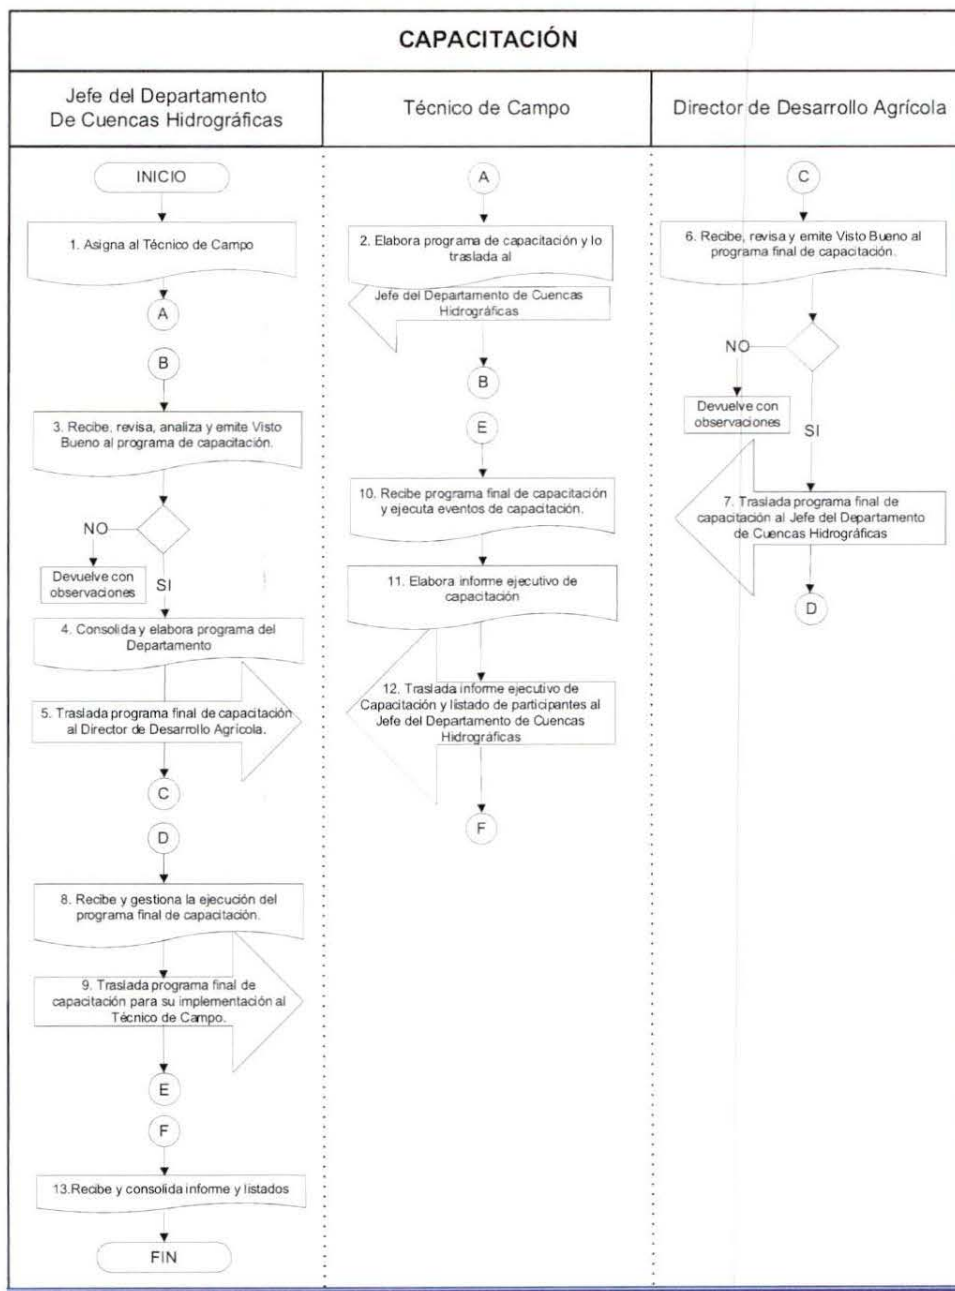 CAPACITACIÓN
Jefe del Departamento
De Cuencas Hidrográficas
Técnico de Campo
Director de Desarrollo Agrícola
INICIO
1. Asigna al Técnico de Campo
A
B
3. Recibe, revisa, analiza y emite Visto
Bueno al programa de capacitación.
NO
Devuelve con
observaciones
SI
4. Consolida y elabora programa del
Departamento
5. Traslada programa final de capacitación
al Director de Desarrollo Agrícola.
C
D
8. Recibe y gestiona la ejecución del
programa final de capacitación.
9. Traslada programa final de
capacitación para su implementación al
Técnico de Campo.
E
F
13.Recibe y consolida informe y listados
FIN
A
2. Elabora programa de capacitación y lo
traslada al
Jefe del Departamento de Cuencas
Hidrográficas
B
E
10. Recibe programa final de capacitación
y ejecuta eventos de capacitación.
11. Elabora informe ejecutivo de
capacitación
12. Traslada informe ejecutivo de
Capacitación y listado de participantes al
Jefe del Departamento de Cuencas
Hidrográficas
F
C
6. Recibe, revisa y emite Visto Bueno al
programa final de capacitación.
NO
Devuelve con
observaciones
SI
7. Traslada programa final de
capacitación al Jefe del Departamento
de Cuencas Hidrográficas
D